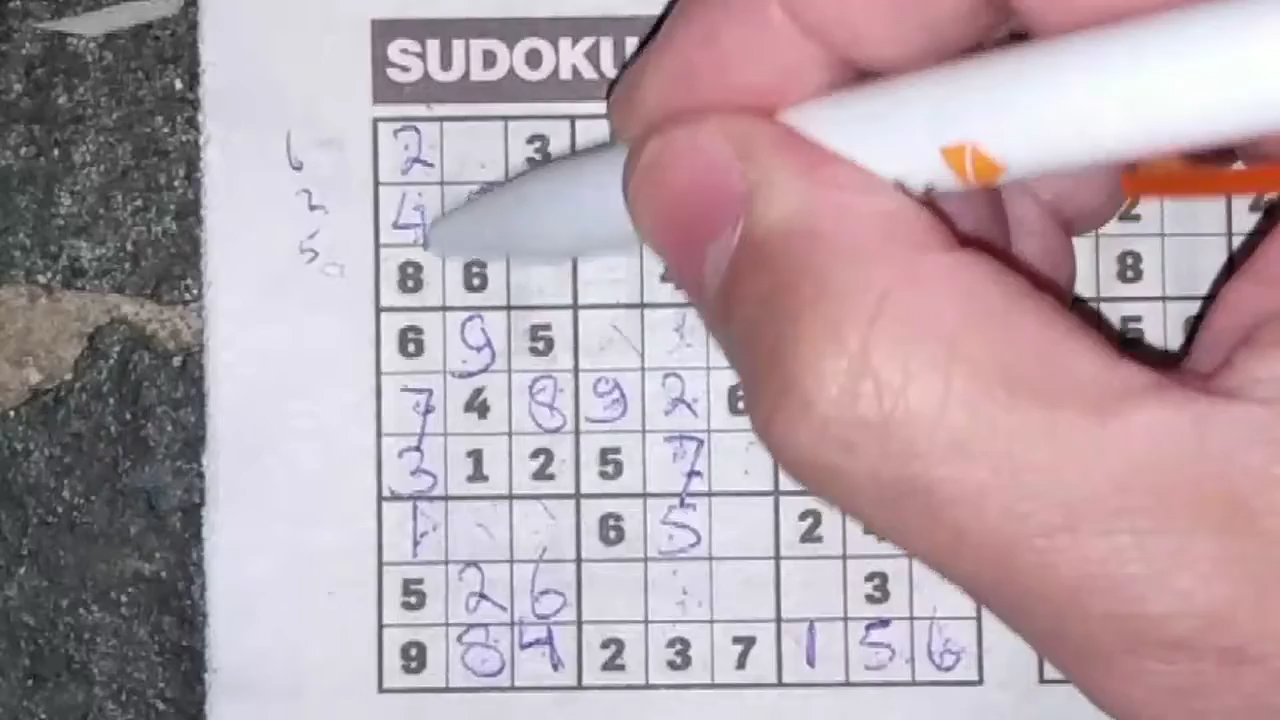 SUDOKU
6 2 3
2 4 2
5 8 6 8
6 9 5
7 4 8 9 2 6
3 1 2 5 7
1 6 5 2
5 2 6 3
9 8 4 2 3 7 1 5 6